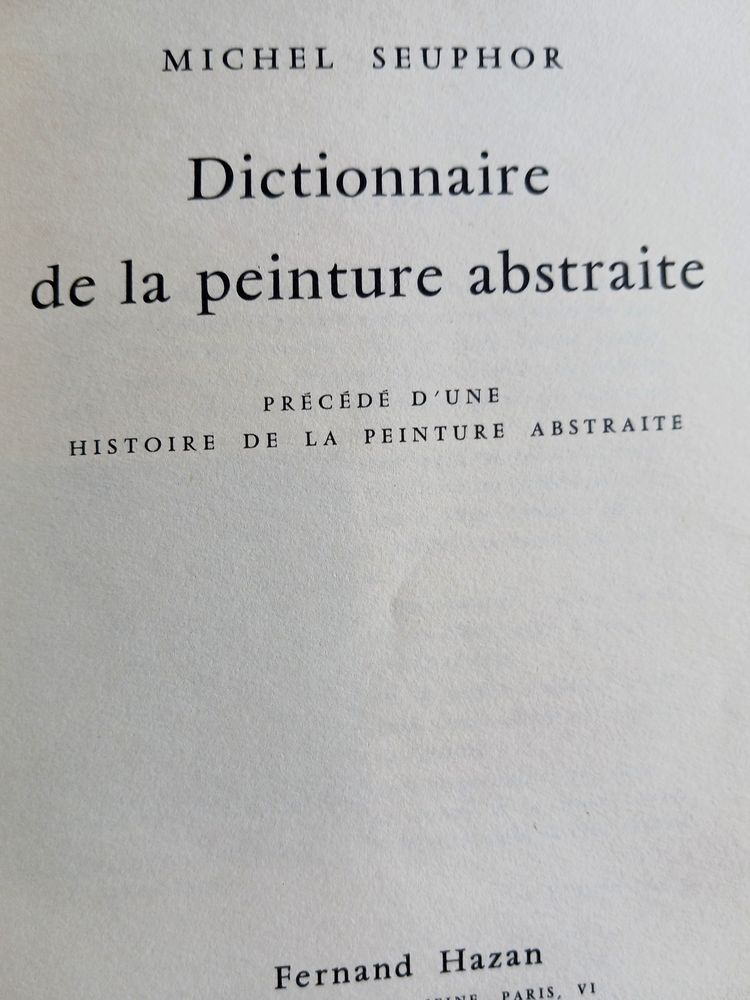 MICHEL SEUPHOR
Dictionnaire
de la peinture abstraite
PRÉCÉDÉ D'UNE
HISTOIRE DE LA PEINTURE ABSTRAITE
Fernand Hazan
PARIS, VI